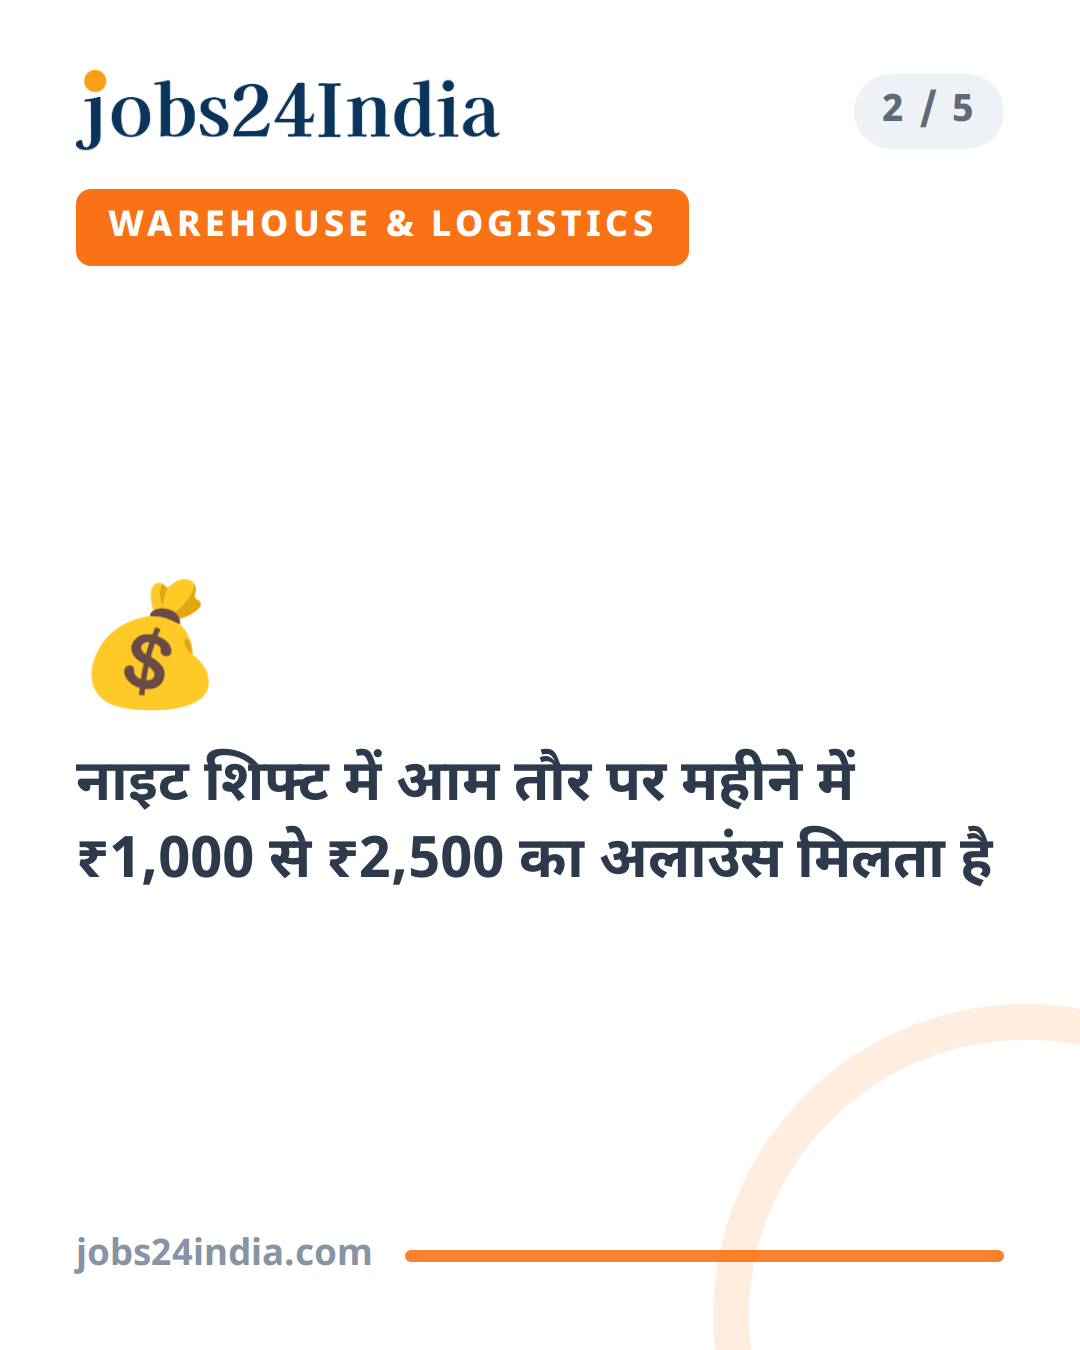 jobs24India
2 / 5
WAREHOUSE & LOGISTICS
$
नाइट शिफ्ट में आम तौर पर महीने में
₹1,000 से ₹2,500 का अलाउंस मिलता है
jobs24india.com